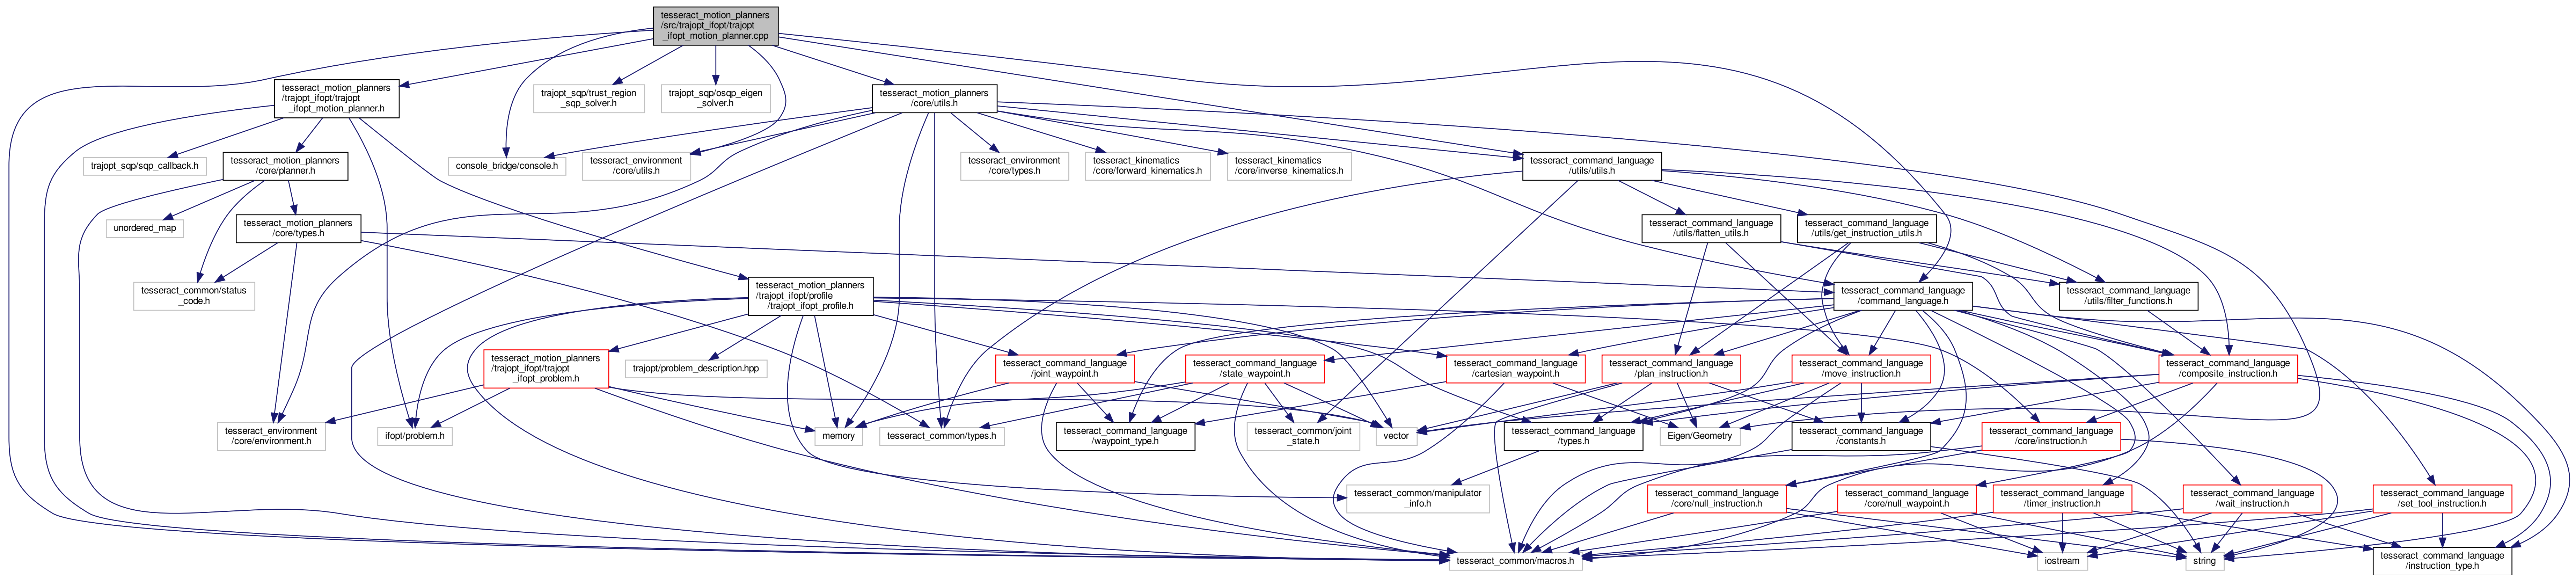 tesseract_motion_planners
/src/trajopt_ifopt/trajopt
_ifopt_motion_planner.cpp
tesseract_motion_planners
/trajopt_ifopt/trajopt
_ifopt_motion_planner.h
trajopt_sqp/trust_region
_sqp_solver.h
trajopt_sqp/osqp_eigen
_solver.h
tesseract_motion_planners
/core/utils.h
trajopt_sqp/sqp_callback.h
tesseract_motion_planners
/core/planner.h
console_bridge/console.h
tesseract_environment
/core/utils.h
tesseract_environment
/core/types.h
tesseract_kinematics
/core/forward_kinematics.h
tesseract_kinematics
/core/inverse_kinematics.h
tesseract_command_language
/utils/utils.h
unordered_map
tesseract_motion_planners
/core/types.h
tesseract_command_language
/utils/flatten_utils.h
tesseract_command_language
/utils/get_instruction_utils.h
tesseract_common/status
_code.h
tesseract_motion_planners
/trajopt_ifopt/profile
/trajopt_ifopt_profile.h
tesseract_command_language
/command_language.h
tesseract_command_language
/utils/filter_functions.h
tesseract_motion_planners
/trajopt_ifopt/trajopt
_ifopt_problem.h
trajopt/problem_description.hpp
tesseract_command_language
/joint_waypoint.h
tesseract_command_language
/state_waypoint.h
tesseract_command_language
/cartesian_waypoint.h
tesseract_command_language
/plan_instruction.h
tesseract_command_language
/move_instruction.h
tesseract_command_language
/composite_instruction.h
tesseract_environment
/core/environment.h
ifopt/problem.h
memory
tesseract_common/types.h
tesseract_command_language
/waypoint_type.h
tesseract_common/joint
_state.h
vector
tesseract_command_language
/types.h
Eigen/Geometry
tesseract_command_language
/constants.h
tesseract_command_language
/core/instruction.h
tesseract_common/manipulator
_info.h
tesseract_command_language
/core/null_instruction.h
tesseract_command_language
/core/null_waypoint.h
tesseract_command_language
/timer_instruction.h
tesseract_command_language
/wait_instruction.h
tesseract_command_language
/set_tool_instruction.h
tesseract_common/macros.h
iostream
string
tesseract_command_language
/instruction_type.h